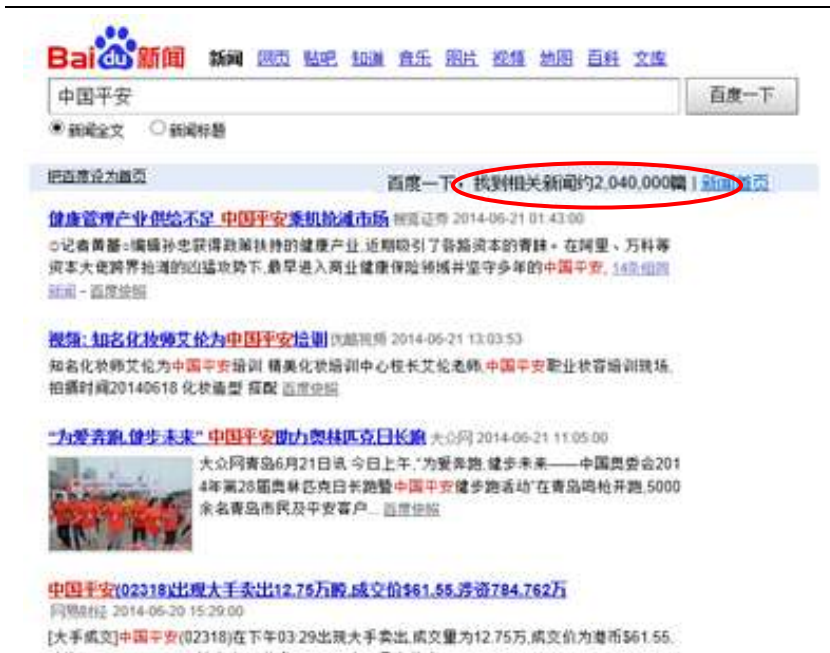 Bai du 新闻 新闻 网页 贴吧 知道 音乐 图片 视频 地图 百科 文库
中国平安 百度一下
新闻全文 新闻标题
把百度设为首页 百度一下,找到相关新闻约2,040,000篇 | 新闻首页
健康管理产业供给不足 中国平安乘机抢滩市场 2014-06-21 01:43:00
○记者黄蕾○编辑孙忠获得政策扶持的健康产业,近期吸引了各路资本的青睐。在阿里、万科等
资本大佬跨界抢滩的凶猛攻势下,最早进入商业健康保险领域并坚守多年的中国平安, 14条相同
新闻 - 百度快照
视频: 知名化妆师艾伦为中国平安培训 优酷视频 2014-06-21 13:03:53
知名化妆师艾伦为中国平安培训 精美化妆培训中心校长艾伦老师,中国平安职业妆容培训现场,
拍摄时间20140618 化妆造型 搭配 百度快照
"为爱奔跑,健步未来" 中国平安助力奥林匹克日长跑 大众网 2014-06-21 11:05:00
大众网青岛6月21日讯 今日上午,"为爱奔跑,健步未来——中国奥委会201
4年第28届奥林匹克日长跑暨中国平安健步跑活动"在青岛鸣枪开跑,5000
余名青岛市民及平安客户... 百度快照
中国平安(02318)出现大手卖出12.75万股,成交价$61.55,涉资784.762万
网易财经 2014-06-20 15:29:00
[大手成交]中国平安(02318)在下午03:29出现大手卖出,成交量为12.75万,成交价为港币$61.55,